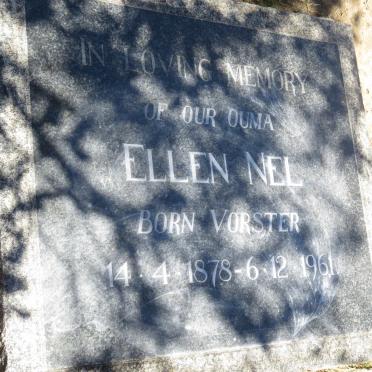 IN LOVING MEMORY
OF OUR OUMA
ELLEN NEL
BORN VORSTER
14·4·1878-6·12·1961